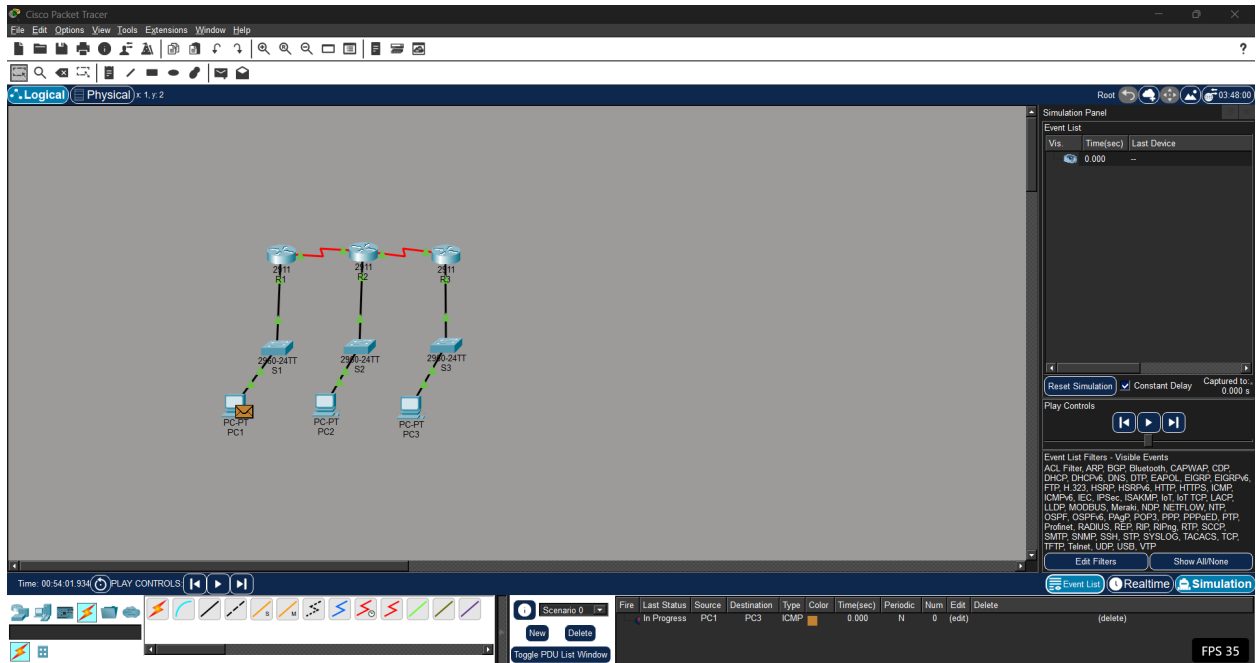 Cisco Packet Tracer
File Edit Options View Tools Extensions Window Help
?
Logical Physical x: 1, y: 2
Root 03:48:00
Simulation Panel
Event List
Vis. Time(sec) Last Device
0.000 --
2911
R1
2911
R2
2911
R3
2960-24TT
S1
2960-24TT
S2
2960-24TT
S3
PC-PT
PC1
PC-PT
PC2
PC-PT
PC3
Reset Simulation Constant Delay Captured to:
0.000 s
Play Controls
Event List Filters - Visible Events
ACL Filter, ARP, BGP, Bluetooth, CAPWAP, CDP,
DHCP, DHCPv6, DNS, DTP, EAPOL, EIGRP, EIGRPv6,
FTP, H.323, HSRP, HSRPv6, HTTP, HTTPS, ICMP,
ICMPv6, IEC, IPSec, ISAKMP, IoT, IoT TCP, LACP,
LLDP, MODBUS, Meraki, NDP, NETFLOW, NTP,
OSPF, OSPFv6, PAgP, POP3, PPP, PPPoED, PTP,
Profinet, RADIUS, REP, RIP, RIPng, RTP, SCCP,
SMTP, SNMP, SSH, STP, SYSLOG, TACACS, TCP,
TFTP, Telnet, UDP, USB, VTP
Edit Filters Show All/None
Time: 00:54:01.934 PLAY CONTROLS:
Event List Realtime Simulation
S M
Scenario 0
New Delete
Toggle PDU List Window
Fire Last Status Source Destination Type Color Time(sec) Periodic Num Edit Delete
In Progress PC1 PC3 ICMP 0.000 N 0 (edit) (delete)
FPS 35